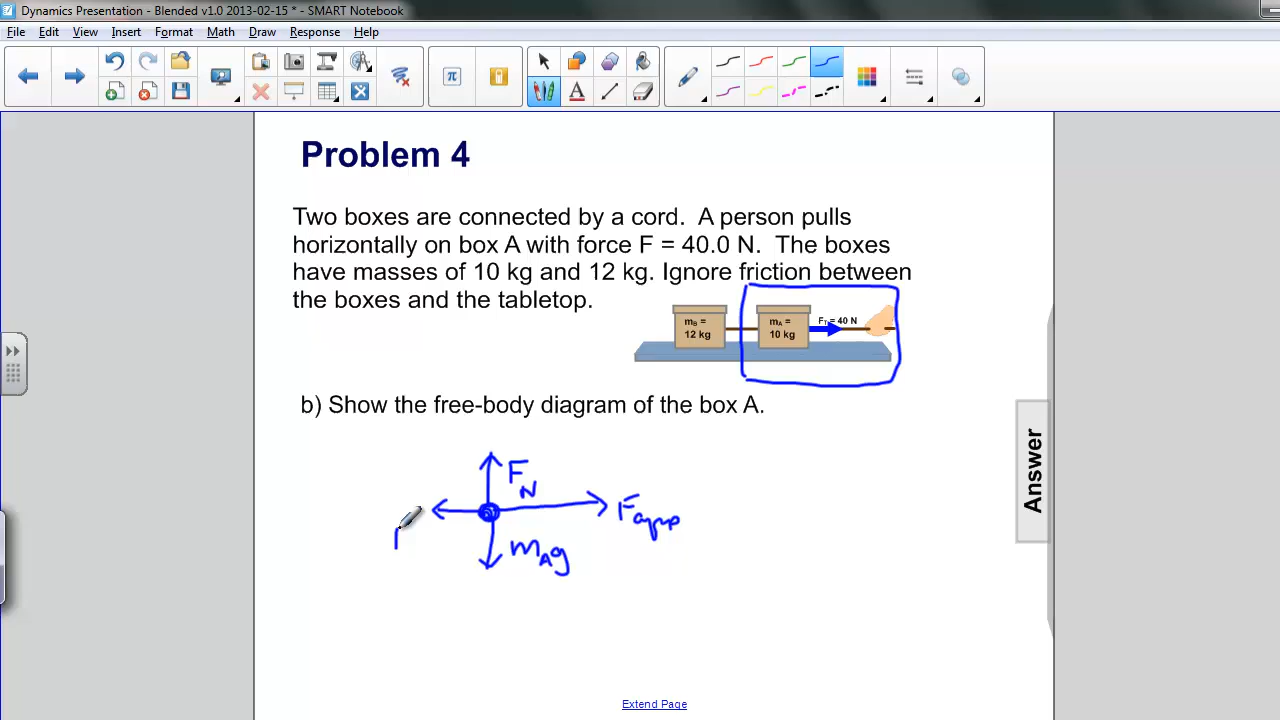 Dynamics Presentation - Blended v1.0 2013-02-15 * - SMART Notebook
File Edit View Insert Format Math Draw Response Help
π
A
Problem 4
Two boxes are connected by a cord. A person pulls
horizontally on box A with force F = 40.0 N. The boxes
have masses of 10 kg and 12 kg. Ignore friction between
the boxes and the tabletop.
mB =
12 kg
mA =
10 kg
FT = 40 N
b) Show the free-body diagram of the box A.
Answer
FN
Fapp
mAg
Extend Page